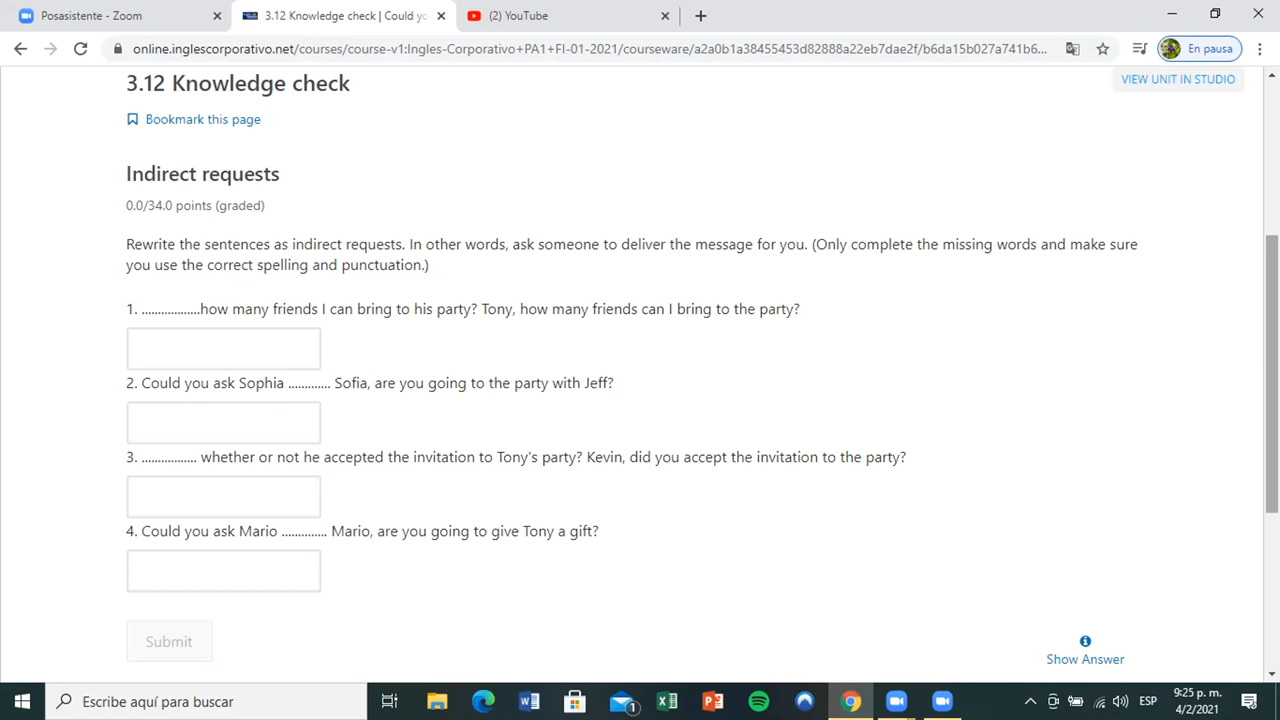 Posasistente - Zoom
3.12 Knowledge check | Could yo
(2) YouTube
online.inglescorporativo.net/courses/course-v1:Ingles-Corporativo+PA1+FI-01-2021/courseware/a2a0b1a38455453d82888a22eb7dae2f/b6da15b027a741b6...
En pausa
3.12 Knowledge check
VIEW UNIT IN STUDIO
Bookmark this page
Indirect requests
0.0/34.0 points (graded)
Rewrite the sentences as indirect requests. In other words, ask someone to deliver the message for you. (Only complete the missing words and make sure
you use the correct spelling and punctuation.)
1. ..................how many friends I can bring to his party? Tony, how many friends can I bring to the party?
2. Could you ask Sophia ............. Sofia, are you going to the party with Jeff?
3. ................. whether or not he accepted the invitation to Tony's party? Kevin, did you accept the invitation to the party?
4. Could you ask Mario .............. Mario, are you going to give Tony a gift?
Submit
Show Answer
Escribe aquí para buscar
1
ESP
9:25 p. m.
4/2/2021